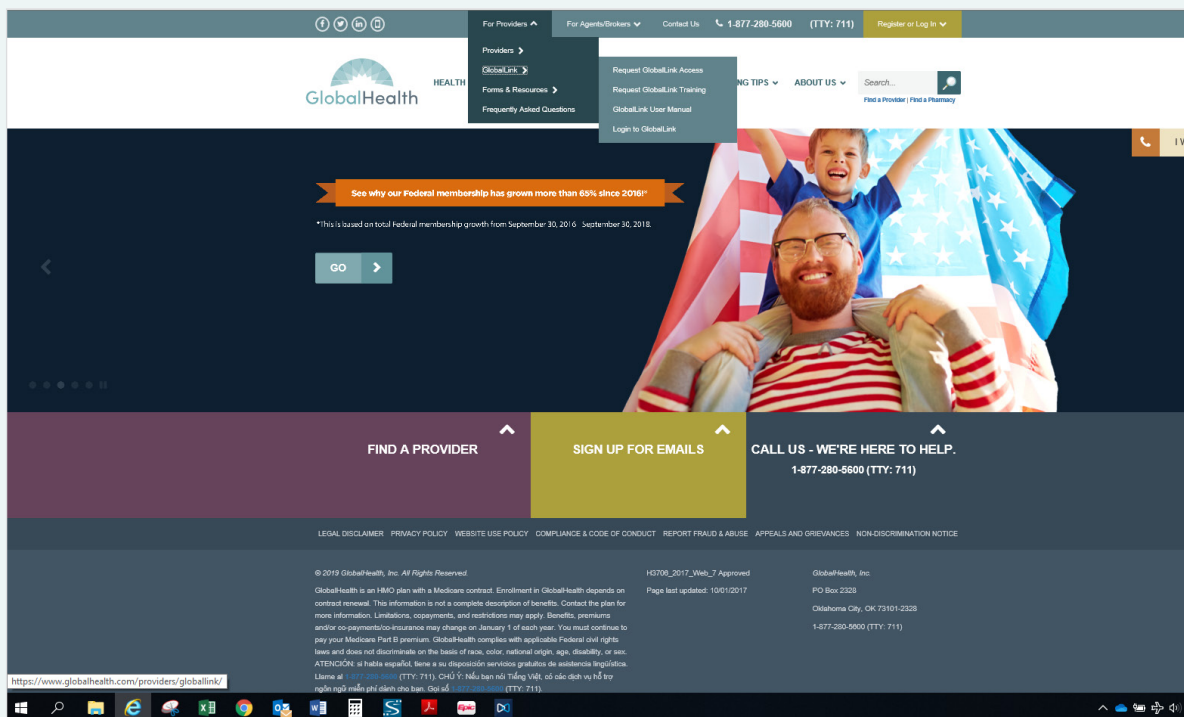 For Providers
For Agents/Brokers
Contact Us
1-877-280-5600
(TTY: 711)
Register or Log In
Providers
GlobalLink
Forms & Resources
Frequently Asked Questions
Request GlobalLink Access
Request GlobalLink Training
GlobalLink User Manual
Login to GlobalLink
GlobalHealth
HEALTH
NG TIPS
ABOUT US
Search...
Find a Provider | Find a Pharmacy
I W
See why our Federal membership has grown more than 65% since 2016!*
*This is based on total Federal membership growth from September 30, 2016 September 30, 2018.
GO
FIND A PROVIDER
SIGN UP FOR EMAILS
CALL US - WE'RE HERE TO HELP.
1-877-280-5600 (TTY: 711)
LEGAL DISCLAIMER PRIVACY POLICY WEBSITE USE POLICY COMPLIANCE & CODE OF CONDUCT REPORT FRAUD & ABUSE APPEALS AND GRIEVANCES NON-DISCRIMINATION NOTICE
© 2019 GlobalHealth, Inc. All Rights Reserved.
GlobalHealth is an HMO plan with a Medicare contract. Enrollment in GlobalHealth depends on
contract renewal. This information is not a complete description of benefits. Contact the plan for
more information. Limitations, copayments, and restrictions may apply. Benefits, premiums
and/or co-payments/co-insurance may change on January 1 of each year. You must continue to
pay your Medicare Part B premium. GlobalHealth complies with applicable Federal civil rights
laws and does not discriminate on the basis of race, color, national origin, age, disability, or sex.
ATENCIÓN: si habla español, tiene a su disposición servicios gratuitos de asistencia lingüística.
Llame al 1-877-280-5600 (TTY: 711). CHÚ Ý: Nếu bạn nói Tiếng Việt, có các dịch vụ hỗ trợ
ngôn ngữ miễn phí dành cho bạn. Gọi số 1-877-280-5600 (TTY: 711).
H3706_2017_Web_7 Approved
Page last updated: 10/01/2017
GlobalHealth, Inc.
PO Box 2328
Oklahoma City, OK 73101-2328
1-877-280-5600 (TTY: 711)
https://www.globalhealth.com/providers/globallink/
Epic